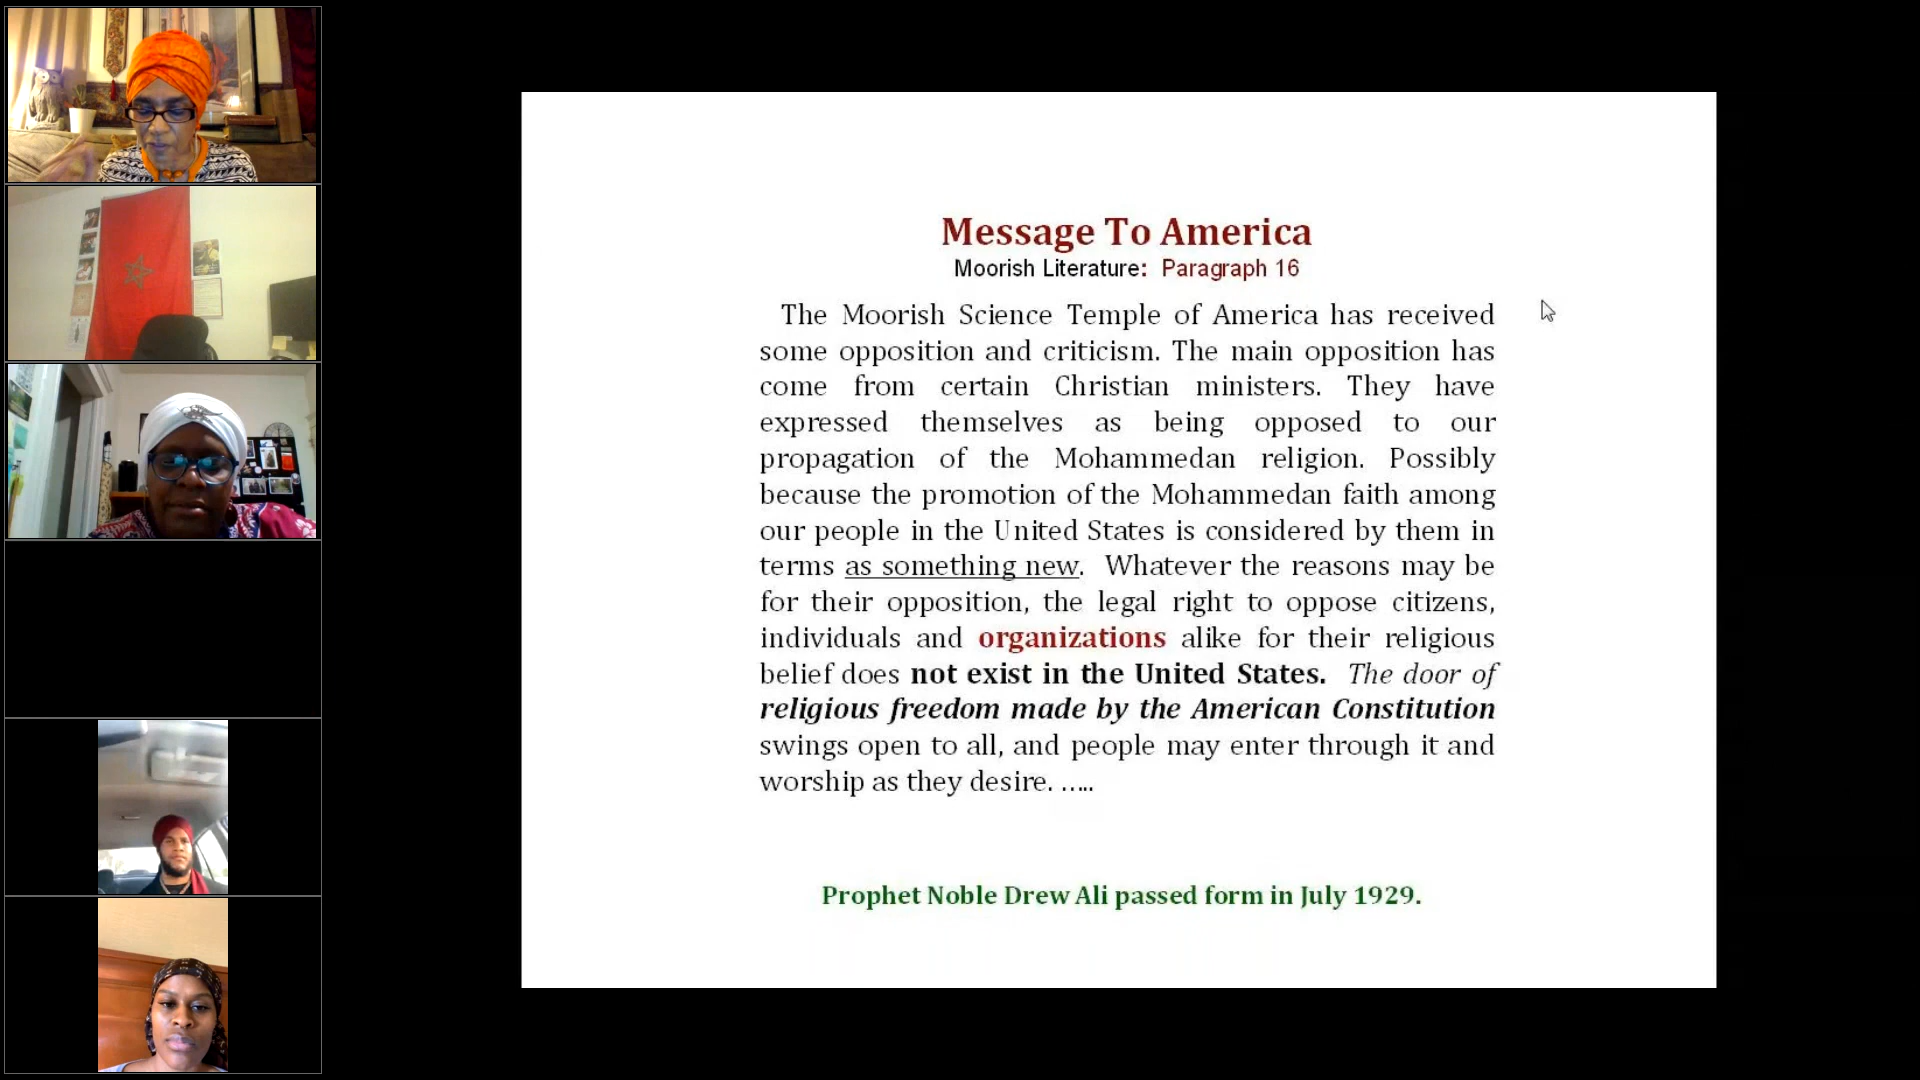 Message To America
Moorish Literature: Paragraph 16
The Moorish Science Temple of America has received
some opposition and criticism. The main opposition has
come from certain Christian ministers. They have
expressed themselves as being opposed to our
propagation of the Mohammedan religion. Possibly
because the promotion of the Mohammedan faith among
our people in the United States is considered by them in
terms as something new. Whatever the reasons may be
for their opposition, the legal right to oppose citizens,
individuals and organizations alike for their religious
belief does not exist in the United States. The door of
religious freedom made by the American Constitution
swings open to all, and people may enter through it and
worship as they desire. .....
Prophet Noble Drew Ali passed form in July 1929.